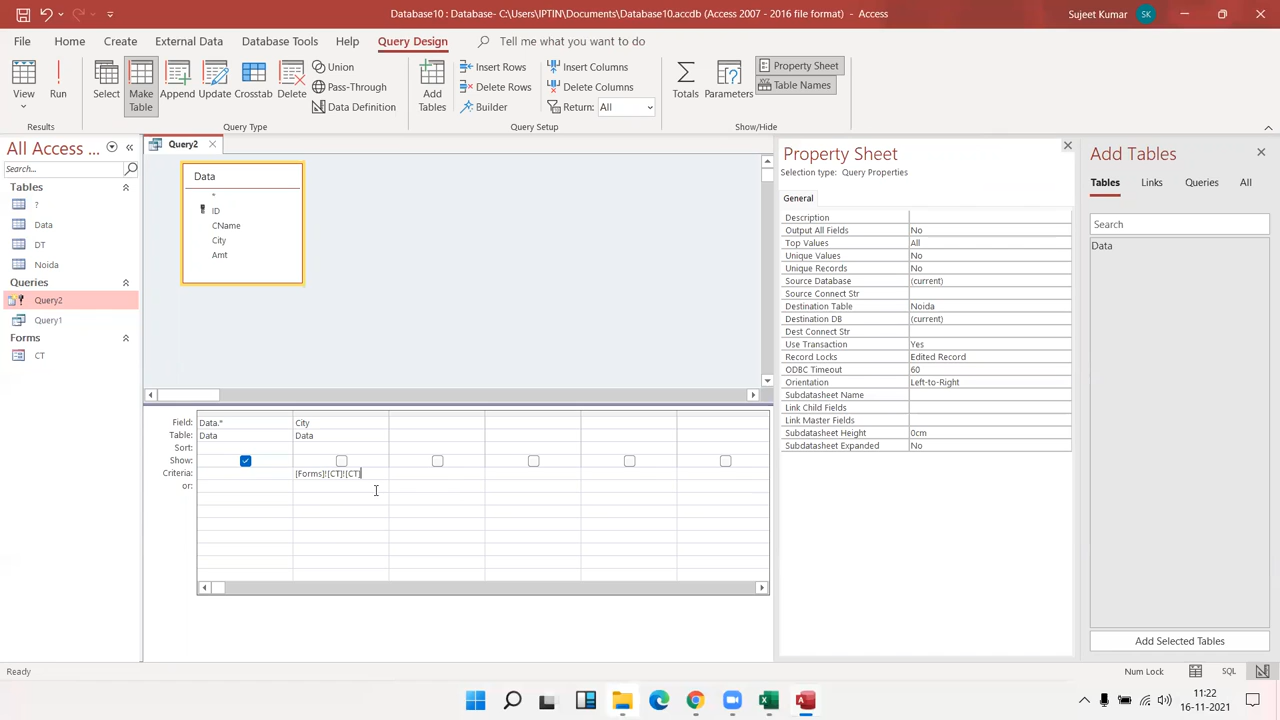 Database10 : Database- C:\Users\IPTIN\Documents\Database10.accdb (Access 2007 - 2016 file format) - Access
Sujeet Kumar
SK
File
Home
Create
External Data
Database Tools
Help
Query Design
Tell me what you want to do
View
Run
Select
Make Table
Append
Update
Crosstab
Delete
Union
Pass-Through
Data Definition
Add Tables
Insert Rows
Delete Rows
Builder
Insert Columns
Delete Columns
Return: All
Totals
Parameters
Property Sheet
Table Names
Results
Query Type
Query Setup
Show/Hide
All Access ...
Search...
Tables
?
Data
DT
Noida
Queries
Query2
Query1
Forms
CT
Query2
Data
*
ID
CName
City
Amt
Field: Data.* City
Table: Data Data
Sort:
Show:
Criteria: [Forms]![CT]![CT]
or:
Property Sheet
Selection type: Query Properties
General
Description
Output All Fields No
Top Values All
Unique Values No
Unique Records No
Source Database (current)
Source Connect Str
Destination Table Noida
Destination DB (current)
Dest Connect Str
Use Transaction Yes
Record Locks Edited Record
ODBC Timeout 60
Orientation Left-to-Right
Subdatasheet Name
Link Child Fields
Link Master Fields
Subdatasheet Height 0cm
Subdatasheet Expanded No
Add Tables
Tables
Links
Queries
All
Search
Data
Add Selected Tables
Ready
Num Lock
SQL
11:22
16-11-2021